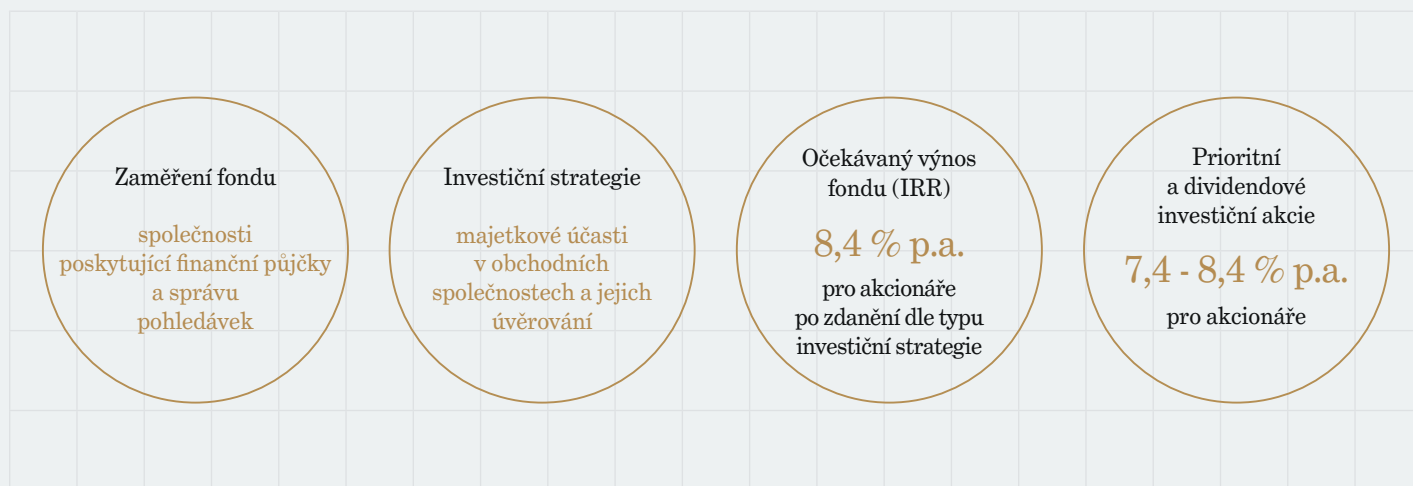 Zaměření fondu
společnosti
poskytující finanční půjčky
a správu
pohledávek
Investiční strategie
majetkové účasti
v obchodních
společnostech a jejich
úvěrování
Očekávaný výnos
fondu (IRR)
8,4 % p.a.
pro akcionáře
po zdanění dle typu
investiční strategie
Prioritní
a dividendové
investiční akcie
7,4 - 8,4 % p.a.
pro akcionáře